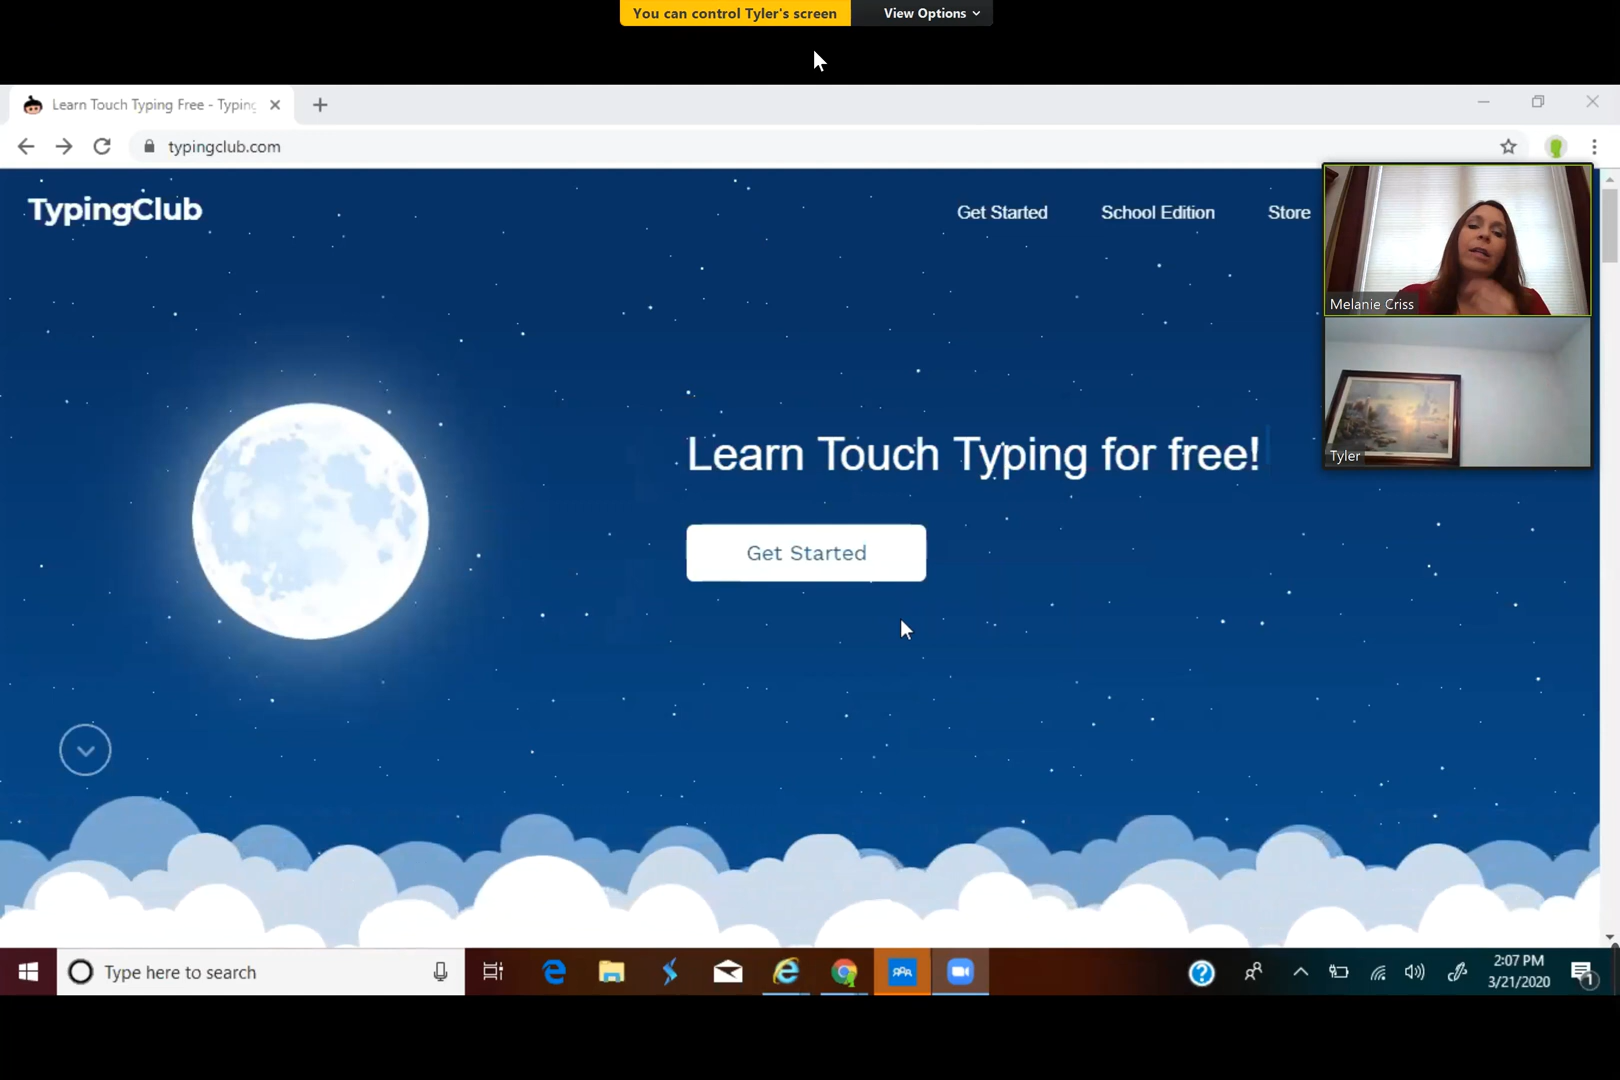 You can control Tyler's screen
View Options
Learn Touch Typing Free - Typing
typingclub.com
TypingClub
Get Started
School Edition
Store
Melanie Criss
Tyler
Learn Touch Typing for free!
Get Started
Type here to search
2:07 PM
3/21/2020
1